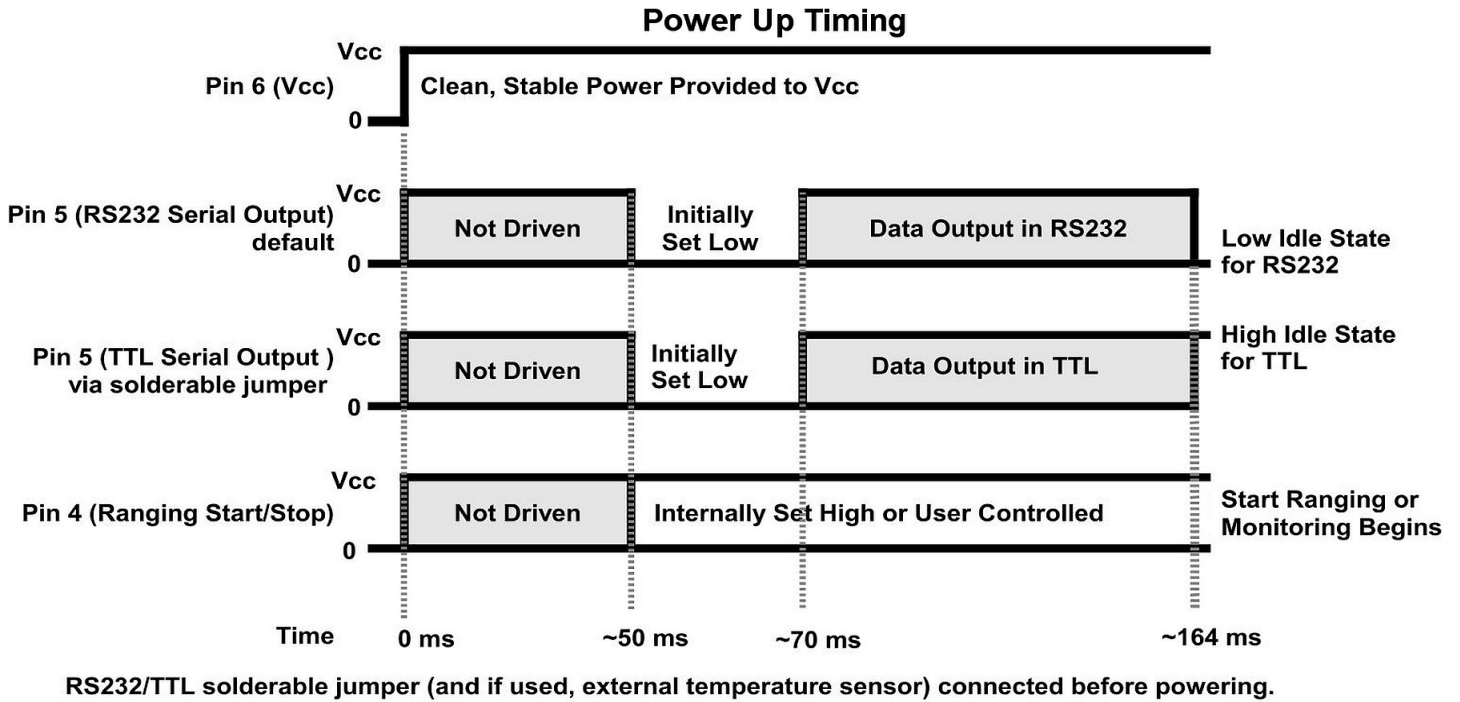 Power Up Timing
Vcc
Pin 6 (Vcc)
Clean, Stable Power Provided to Vcc
0
Vcc
Pin 5 (RS232 Serial Output)
default
Not Driven
Initially
Set Low
Data Output in RS232
0
Low Idle State
for RS232
Vcc
Pin 5 (TTL Serial Output )
via solderable jumper
Not Driven
Initially
Set Low
Data Output in TTL
0
High Idle State
for TTL
Vcc
Pin 4 (Ranging Start/Stop)
Not Driven
Internally Set High or User Controlled
0
Start Ranging or
Monitoring Begins
Time
0 ms
~50 ms
~70 ms
~164 ms
RS232/TTL solderable jumper (and if used, external temperature sensor) connected before powering.